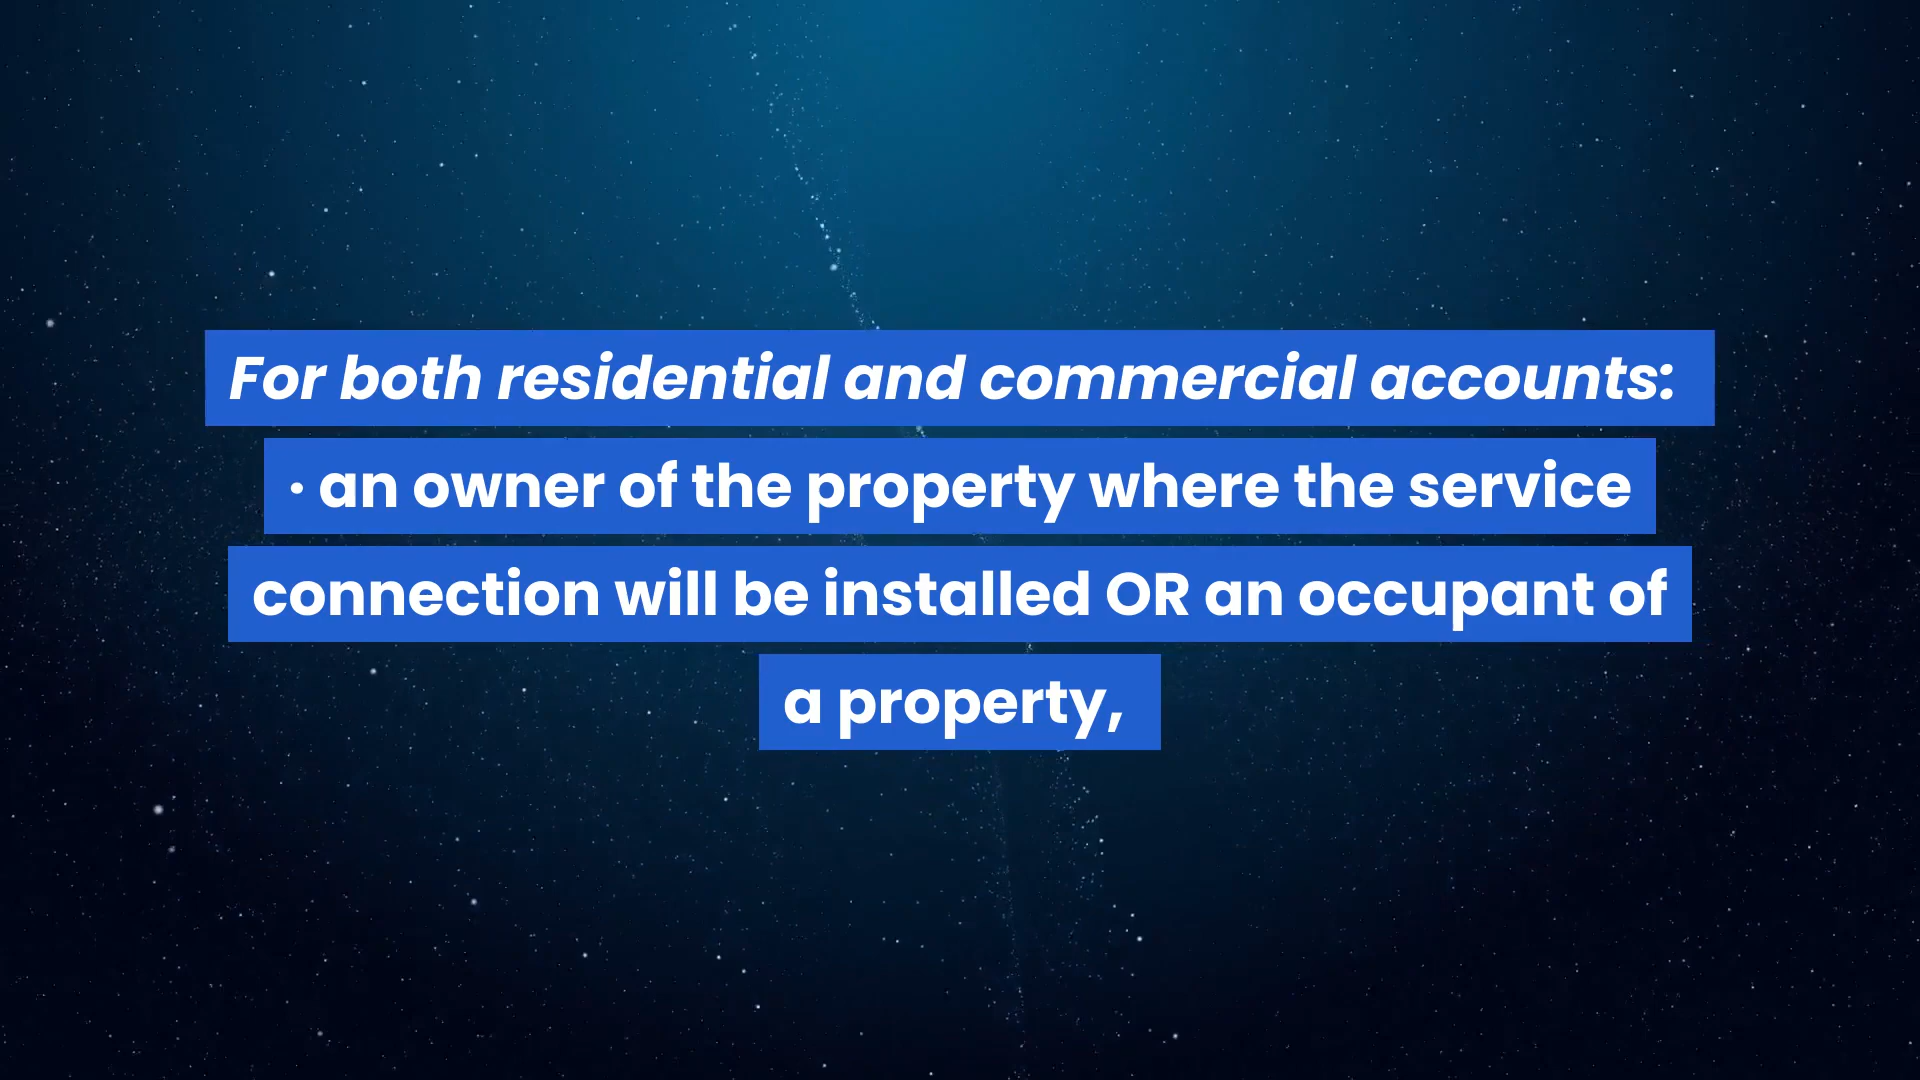 For both residential and commercial accounts:
· an owner of the property where the service
connection will be installed OR an occupant of
a property,